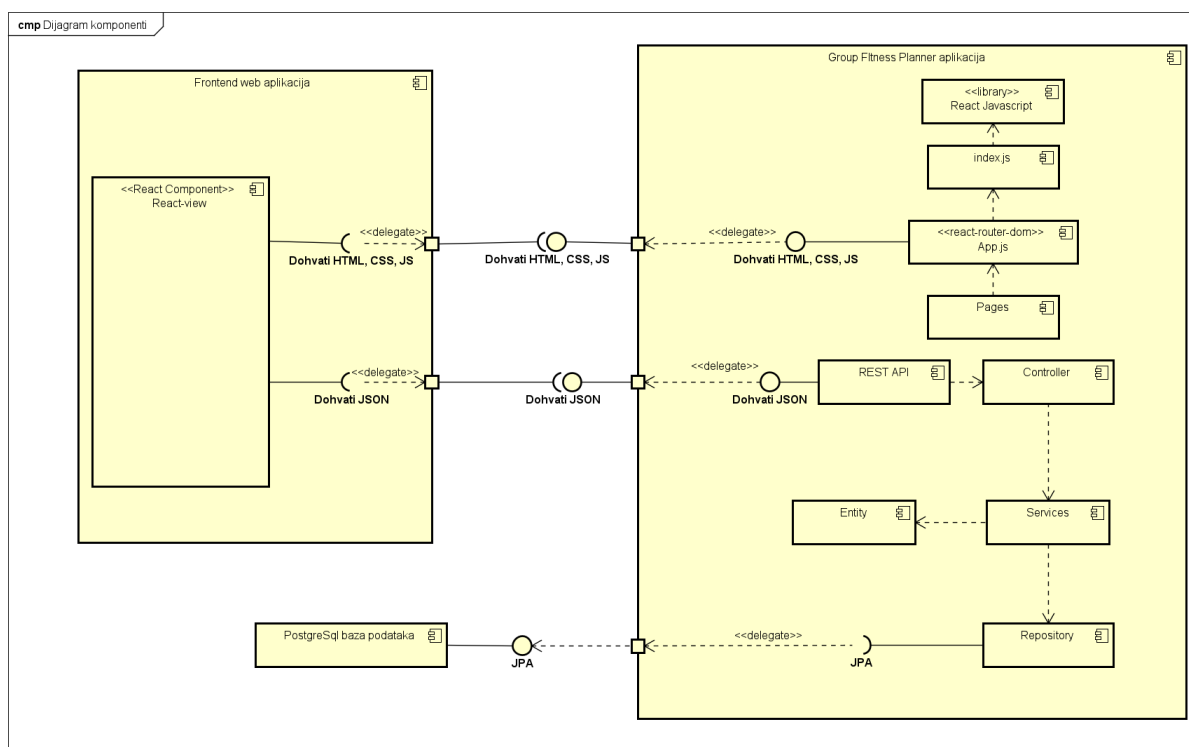 cmp Dijagram komponenti
Frontend web aplikacija
<<React Component>>
React-view
<<delegate>>
Dohvati HTML, CSS, JS
<<delegate>>
Dohvati JSON
Dohvati HTML, CSS, JS
Dohvati JSON
Group FItness Planner aplikacija
<<library>>
React Javascript
index.js
<<react-router-dom>>
App.js
Pages
<<delegate>>
Dohvati HTML, CSS, JS
<<delegate>>
Dohvati JSON
REST API
Controller
Entity
Services
Repository
<<delegate>>
JPA
PostgreSql baza podataka
JPA